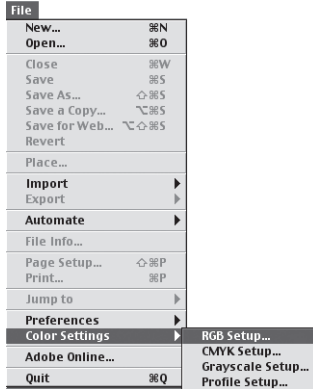 File
New... ⌘N
Open... ⌘O
Close ⌘W
Save ⌘S
Save As... ⇧⌘S
Save a Copy... ⌥⌘S
Save for Web... ⌥⇧⌘S
Revert
Place...
Import
Export
Automate
File Info...
Page Setup... ⇧⌘P
Print... ⌘P
Jump to
Preferences
Color Settings RGB Setup...
CMYK Setup...
Adobe Online... Grayscale Setup...
Quit ⌘Q Profile Setup...